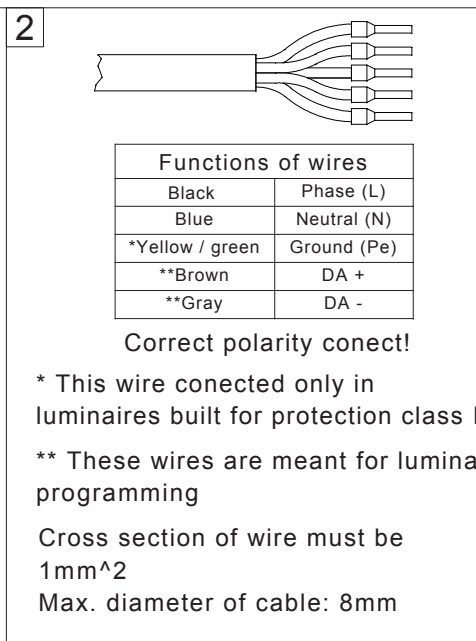 2
Functions of wires
Black Phase (L)
Blue Neutral (N)
*Yellow / green Ground (Pe)
**Brown DA +
**Gray DA -
Correct polarity conect!
* This wire conected only in
luminaires built for protection class
** These wires are meant for
programming
Cross section of wire must be
1mm^2
Max. diameter of cable: 8mm